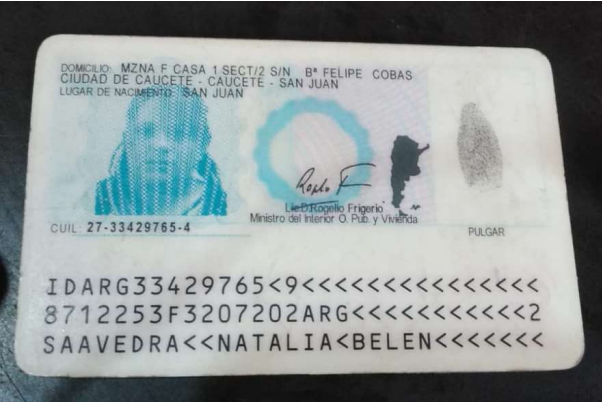 DOMICILIO: MZNA F CASA 1 SECT/2 S/N Bº FELIPE COBAS
CIUDAD DE CAUCETE - CAUCETE - SAN JUAN
LUGAR DE NACIMIENTO: SAN JUAN
Lic. Rogelio Frigerio
Ministro del Interior O. Pub. y Vivienda
CUIL: 27-33429765-4
PULGAR
IDARG33429765<9<<<<<<<<<<<<<<<
8712253F3207202ARG<<<<<<<<<<<2
SAAVEDRA<<NATALIA<BELEN<<<<<<<